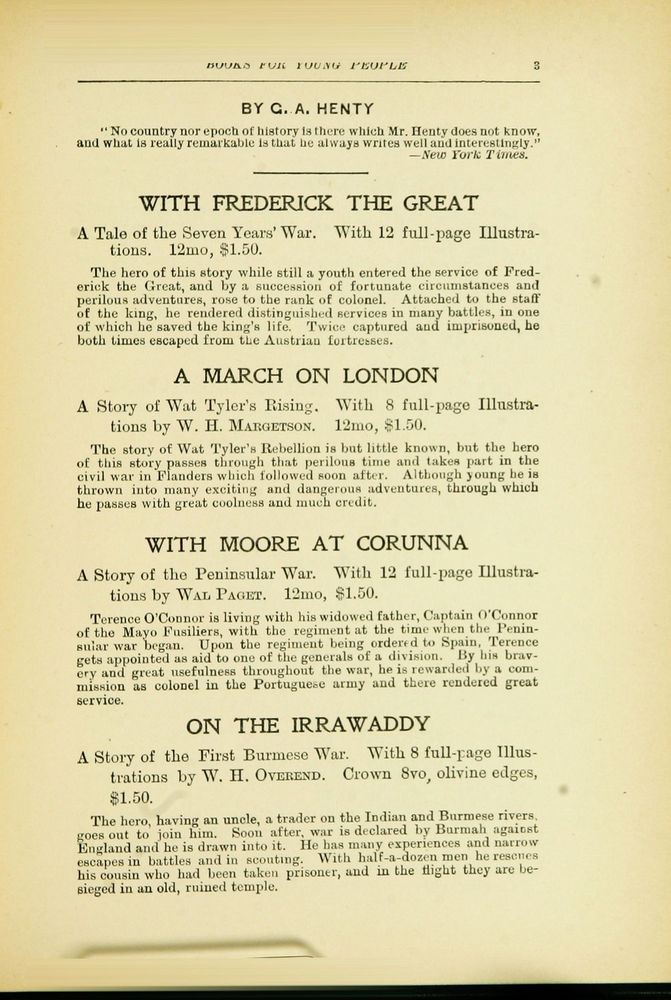 BOOKS FOR YOUNG PEOPLE 3
BY G. A. HENTY
"No country nor epoch of history is there which Mr. Henty does not know,
and what is really remarkable is that he always writes well and interestingly."
—New York Times.
WITH FREDERICK THE GREAT
A Tale of the Seven Years' War. With 12 full-page Illustra-
tions. 12mo, $1.50.
The hero of this story while still a youth entered the service of Fred-
erick the Great, and by a succession of fortunate circumstances and
perilous adventures, rose to the rank of colonel. Attached to the staff
of the king, he rendered distinguished services in many battles, in one
of which he saved the king's life. Twice captured and imprisoned, he
both times escaped from the Austrian fortresses.
A MARCH ON LONDON
A Story of Wat Tyler's Rising. With 8 full-page Illustra-
tions by W. H. MARGETSON. 12mo, $1.50.
The story of Wat Tyler's Rebellion is but little known, but the hero
of this story passes through that perilous time and takes part in the
civil war in Flanders which followed soon after. Although young he is
thrown into many exciting and dangerous adventures, through which
he passes with great coolness and much credit.
WITH MOORE AT CORUNNA
A Story of the Peninsular War. With 12 full-page Illustra-
tions by WAL PAGET. 12mo, $1.50.
Terence O'Connor is living with his widowed father, Captain O'Connor
of the Mayo Fusiliers, with the regiment at the time when the Penin-
sular war began. Upon the regiment being ordered to Spain, Terence
gets appointed as aid to one of the generals of a division. By his brav-
ery and great usefulness throughout the war, he is rewarded by a com-
mission as colonel in the Portuguese army and there rendered great
service.
ON THE IRRAWADDY
A Story of the First Burmese War. With 8 full-page Illus-
trations by W. H. OVEREND. Crown 8vo, olivine edges,
$1.50.
The hero, having an uncle, a trader on the Indian and Burmese rivers,
goes out to join him. Soon after, war is declared by Burmah against
England and he is drawn into it. He has many experiences and narrow
escapes in battles and in scouting. With half-a-dozen men he rescues
his cousin who had been taken prisoner, and in the flight they are be-
sieged in an old, ruined temple.